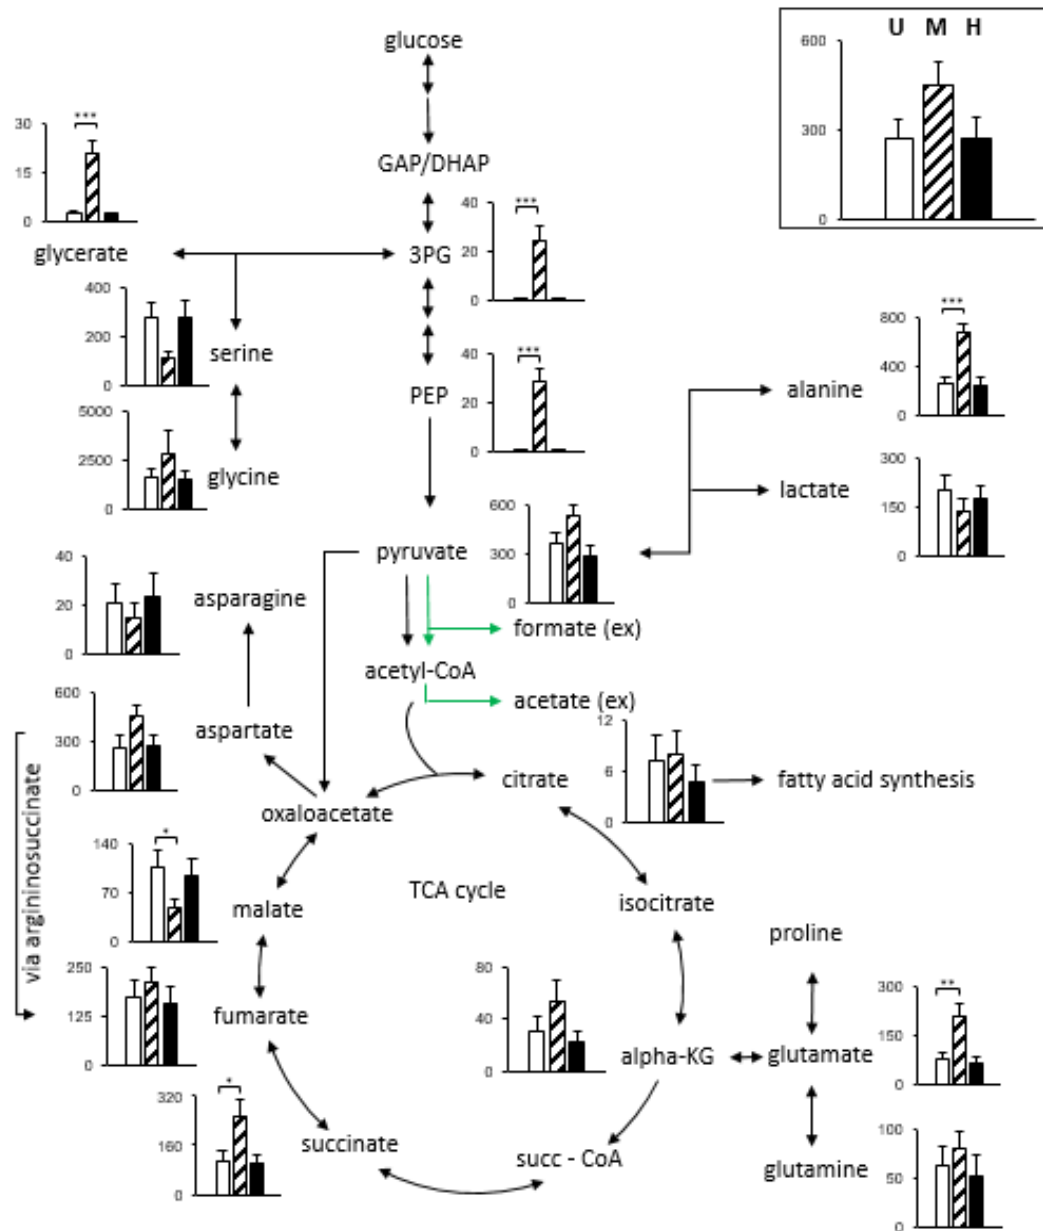 glucose
U M H
600
300
0
***
30
15
0
GAP/DHAP
glycerate
3PG
***
40
20
0
400
200
0
serine
***
40
20
0
PEP
***
800
400
0
alanine
5000
2500
0
glycine
lactate
300
150
0
pyruvate
600
300
0
40
20
0
asparagine
formate (ex)
acetyl-CoA
acetate (ex)
600
300
0
aspartate
12
6
0
citrate
fatty acid synthesis
oxaloacetate
via argininosuccinate
*
140
70
0
malate
TCA cycle
isocitrate
proline
250
125
0
fumarate
80
40
0
alpha-KG
glutamate
**
300
150
0
*
320
160
0
succinate
succ - CoA
glutamine
100
50
0